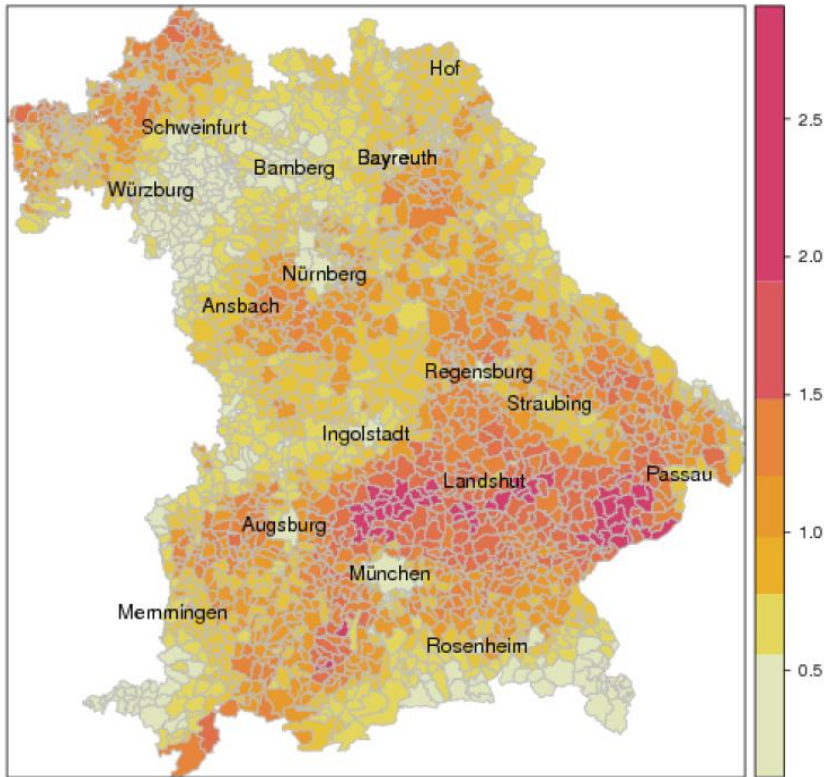 Hof
Schweinfurt
Bamberg
Bayreuth
Würzburg
Nürnberg
Ansbach
Regensburg
Straubing
Ingolstadt
Landshut
Passau
Augsburg
München
Memmingen
Rosenheim
2.5
2.0
1.5
1.0
0.5